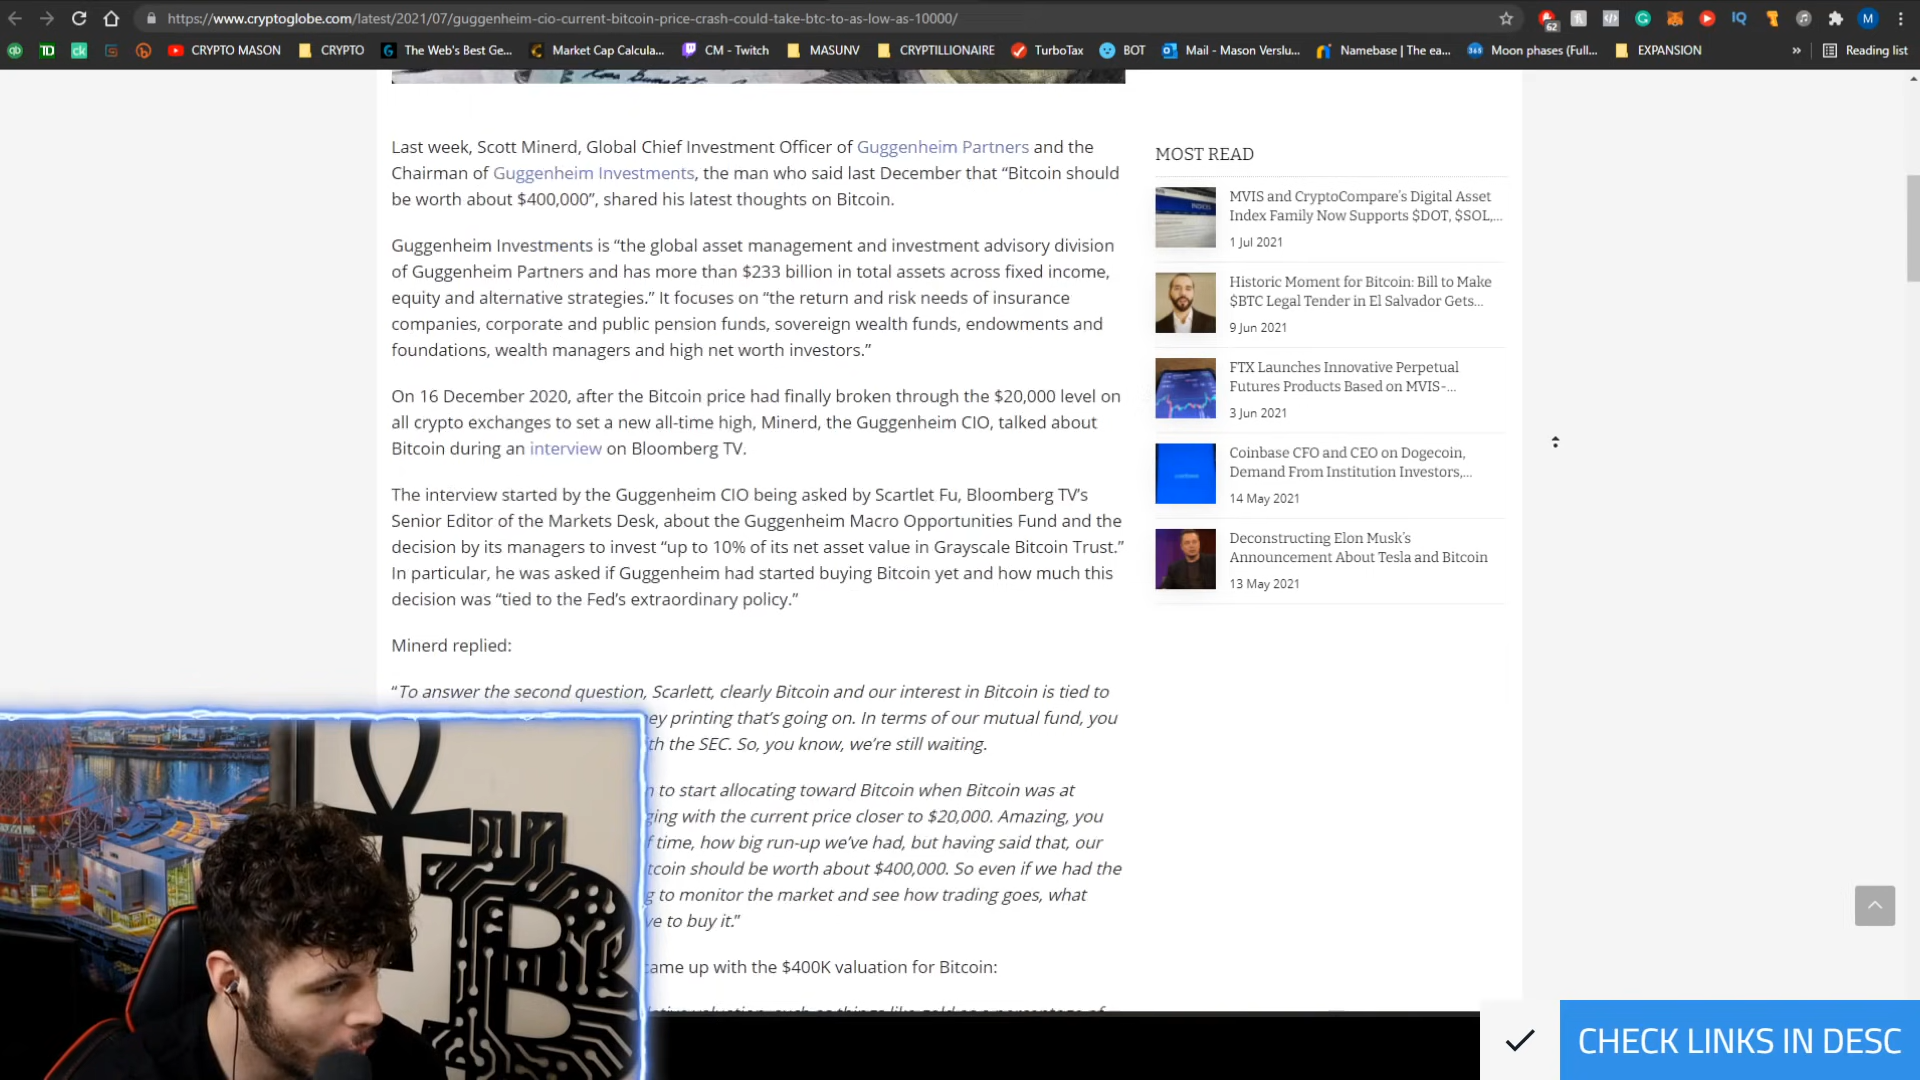 https://www.cryptoglobe.com/latest/2021/07/guggenheim-cio-current-bitcoin-price-crash-could-take-btc-to-as-low-as-10000/
62
IQ
M
TD
ck
CRYPTO MASON
CRYPTO
The Web's Best Ge...
Market Cap Calcula...
CM - Twitch
MASUNV
CRYPTILLIONAIRE
TurboTax
BOT
Mail - Mason Verslu...
Namebase | The ea...
365
Moon phases (Full...
EXPANSION
»
Reading list
Last week, Scott Minerd, Global Chief Investment Officer of Guggenheim Partners and the
Chairman of Guggenheim Investments, the man who said last December that “Bitcoin should
be worth about $400,000”, shared his latest thoughts on Bitcoin.
Guggenheim Investments is “the global asset management and investment advisory division
of Guggenheim Partners and has more than $233 billion in total assets across fixed income,
equity and alternative strategies.” It focuses on “the return and risk needs of insurance
companies, corporate and public pension funds, sovereign wealth funds, endowments and
foundations, wealth managers and high net worth investors.”
On 16 December 2020, after the Bitcoin price had finally broken through the $20,000 level on
all crypto exchanges to set a new all-time high, Minerd, the Guggenheim CIO, talked about
Bitcoin during an interview on Bloomberg TV.
The interview started by the Guggenheim CIO being asked by Scartlet Fu, Bloomberg TV’s
Senior Editor of the Markets Desk, about the Guggenheim Macro Opportunities Fund and the
decision by its managers to invest “up to 10% of its net asset value in Grayscale Bitcoin Trust.”
In particular, he was asked if Guggenheim had started buying Bitcoin yet and how much this
decision was “tied to the Fed’s extraordinary policy.”
Minerd replied:
“To answer the second question, Scarlett, clearly Bitcoin and our interest in Bitcoin is tied to
ey printing that’s going on. In terms of our mutual fund, you
th the SEC. So, you know, we’re still waiting.
n to start allocating toward Bitcoin when Bitcoin was at
ging with the current price closer to $20,000. Amazing, you
f time, how big run-up we’ve had, but having said that, our
tcoin should be worth about $400,000. So even if we had the
g to monitor the market and see how trading goes, what
ve to buy it.”
came up with the $400K valuation for Bitcoin:
MOST READ
MVIS and CryptoCompare’s Digital Asset
Index Family Now Supports $DOT, $SOL,...
1 Jul 2021
Historic Moment for Bitcoin: Bill to Make
$BTC Legal Tender in El Salvador Gets...
9 Jun 2021
FTX Launches Innovative Perpetual
Futures Products Based on MVIS-...
3 Jun 2021
Coinbase CFO and CEO on Dogecoin,
Demand From Institution Investors,...
14 May 2021
Deconstructing Elon Musk’s
Announcement About Tesla and Bitcoin
13 May 2021
CHECK LINKS IN DESC